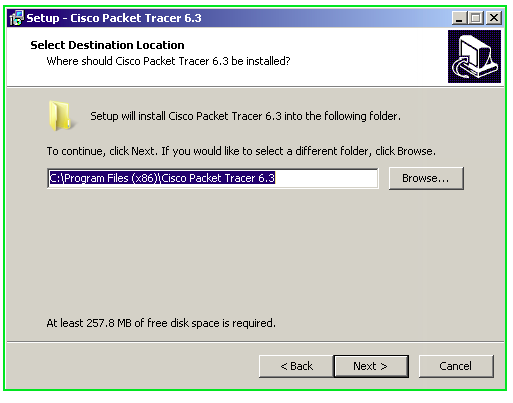 Setup - Cisco Packet Tracer 6.3
Select Destination Location
Where should Cisco Packet Tracer 6.3 be installed?
Setup will install Cisco Packet Tracer 6.3 into the following folder.
To continue, click Next. If you would like to select a different folder, click Browse.
C:\Program Files (x86)\Cisco Packet Tracer 6.3
Browse...
At least 257.8 MB of free disk space is required.
< Back
Next >
Cancel